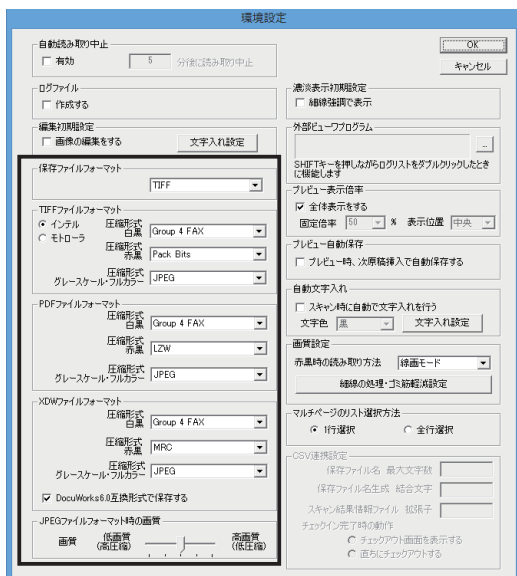 環境設定
自動読み取り中止
有効
5
分後に読み取り中止
OK
キャンセル
ログファイル
作成する
編集初期設定
画像の編集をする
文字入れ設定
保存ファイルフォーマット
TIFF
TIFFファイルフォーマット
インテル
モトローラ
圧縮形式
白黒
Group 4 FAX
圧縮形式
赤黒
Pack Bits
圧縮形式
グレースケール・フルカラー
JPEG
PDFファイルフォーマット
圧縮形式
白黒
Group 4 FAX
圧縮形式
赤黒
LZW
圧縮形式
グレースケール・フルカラー
JPEG
XDWファイルフォーマット
圧縮形式
白黒
Group 4 FAX
圧縮形式
赤黒
MRC
圧縮形式
グレースケール・フルカラー
JPEG
DocuWorks6.0互換形式で保存する
JPEGファイルフォーマット時の画質
画質
低画質
(高圧縮)
高画質
(低圧縮)
濃淡表示初期設定
細線強調で表示
外部ビューワプログラム
...
SHIFTキーを押しながらログリストをダブルクリックしたとき
に機能します
プレビュー表示倍率
全体表示をする
固定倍率 50 % 表示位置 中央
プレビュー自動保存
プレビュー時、次原稿挿入で自動保存する
自動文字入れ
スキャン時に自動で文字入れを行う
文字色 黒 文字入れ設定
画質設定
赤黒時の読み取り方法 線画モード
細線の処理・ゴミ筋軽減設定
マルチページのリスト選択方法
1行選択 全行選択
CSV連携設定
保存ファイル名 最大文字数
保存ファイル名生成 結合文字
スキャン結果情報ファイル 拡張子
チェックイン完了時の動作
チェックアウト画面を表示する
直ちにチェックアウトする